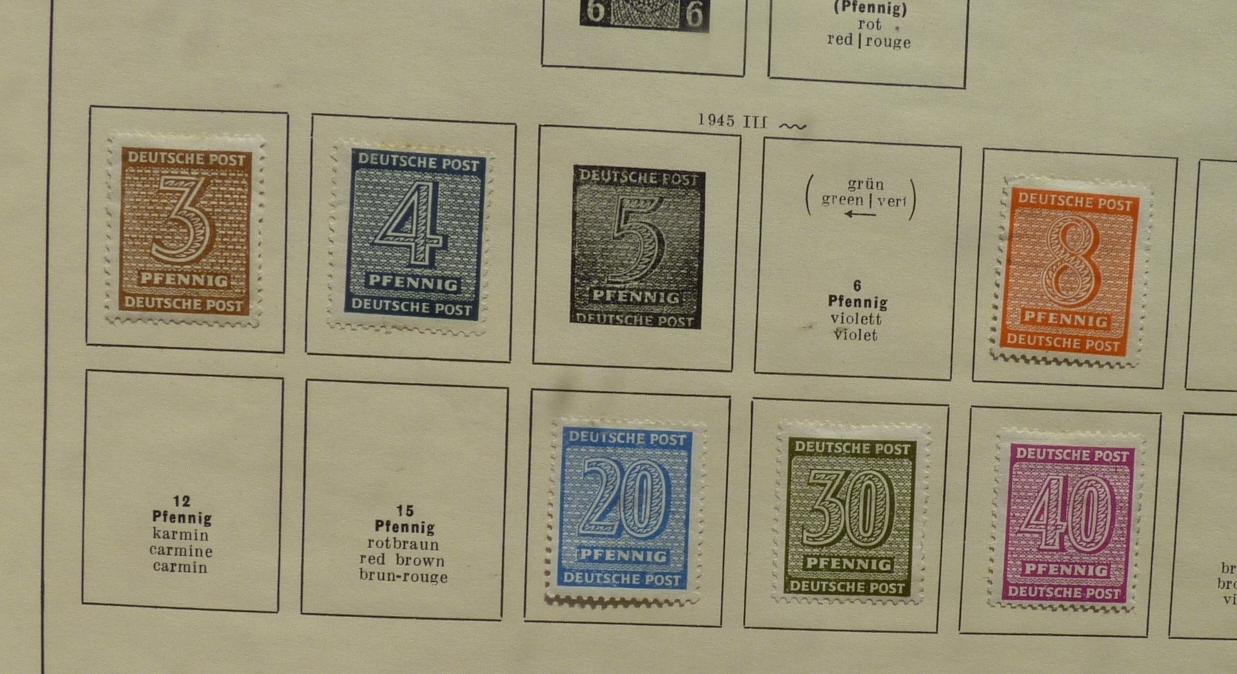 6 6
(Pfennig)
rot
red | rouge
1945 III
DEUTSCHE POST
3
PFENNIG
DEUTSCHE POST
DEUTSCHE POST
4
PFENNIG
DEUTSCHE POST
DEUTSCHE POST
5
PFENNIG
DEUTSCHE POST
(grün
green | vert)
←
6
Pfennig
violett
violet
DEUTSCHE POST
8
PFENNIG
DEUTSCHE POST
12
Pfennig
karmin
carmine
carmin
15
Pfennig
rotbraun
red brown
brun-rouge
DEUTSCHE POST
20
PFENNIG
DEUTSCHE POST
DEUTSCHE POST
30
PFENNIG
DEUTSCHE POST
DEUTSCHE POST
40
PFENNIG
DEUTSCHE POST